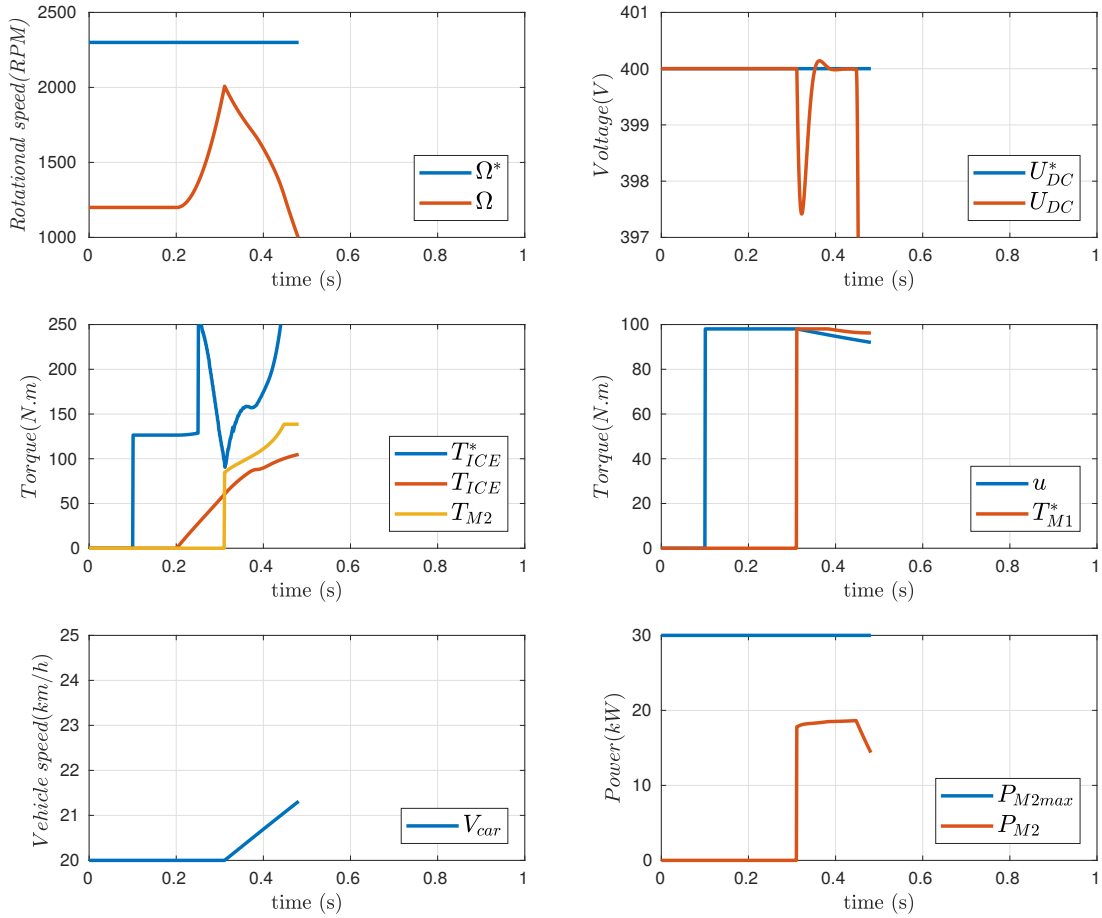 Rotational speed(RPM)
2500
2000
1500
1000
0 0.2 0.4 0.6 0.8 1
time (s)
Ω*
Ω
Voltage(V)
401
400
399
398
397
0 0.2 0.4 0.6 0.8 1
time (s)
U*DC
UDC
Torque(N.m)
250
200
150
100
50
0
0 0.2 0.4 0.6 0.8 1
time (s)
T*ICE
TICE
TM2
Torque(N.m)
100
80
60
40
20
0
0 0.2 0.4 0.6 0.8 1
time (s)
u
T*M1
Vehicle speed(km/h)
25
24
23
22
21
20
0 0.2 0.4 0.6 0.8 1
time (s)
Vcar
Power(kW)
30
20
10
0
0 0.2 0.4 0.6 0.8 1
time (s)
PM2max
PM2